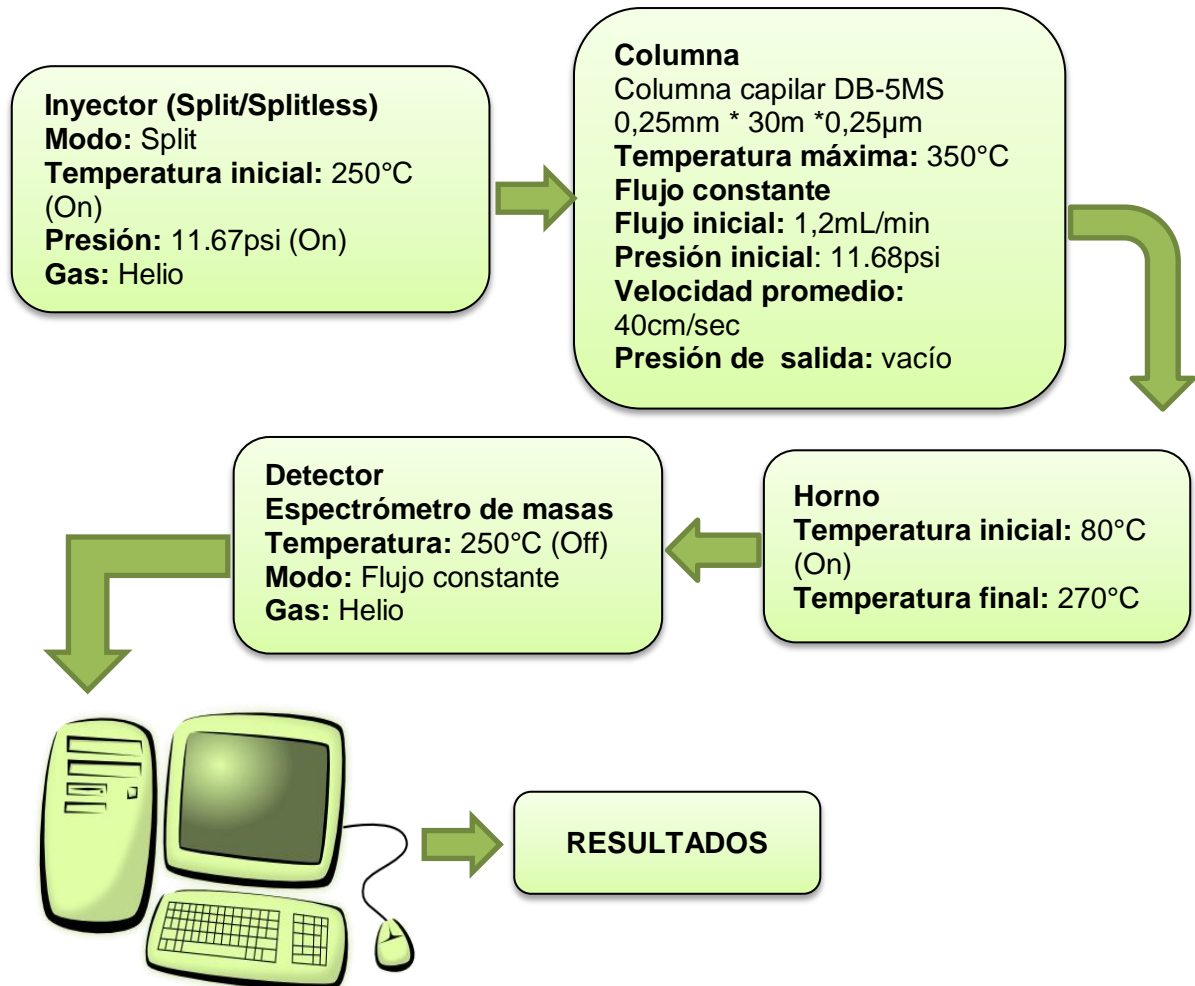 Inyector (Split/Splitless)
Modo: Split
Temperatura inicial: 250°C
(On)
Presión: 11.67psi (On)
Gas: Helio
Columna
Columna capilar DB-5MS
0,25mm * 30m *0,25µm
Temperatura máxima: 350°C
Flujo constante
Flujo inicial: 1,2mL/min
Presión inicial: 11.68psi
Velocidad promedio:
40cm/sec
Presión de salida: vacío
Horno
Temperatura inicial: 80°C
(On)
Temperatura final: 270°C
Detector
Espectrómetro de masas
Temperatura: 250°C (Off)
Modo: Flujo constante
Gas: Helio
RESULTADOS